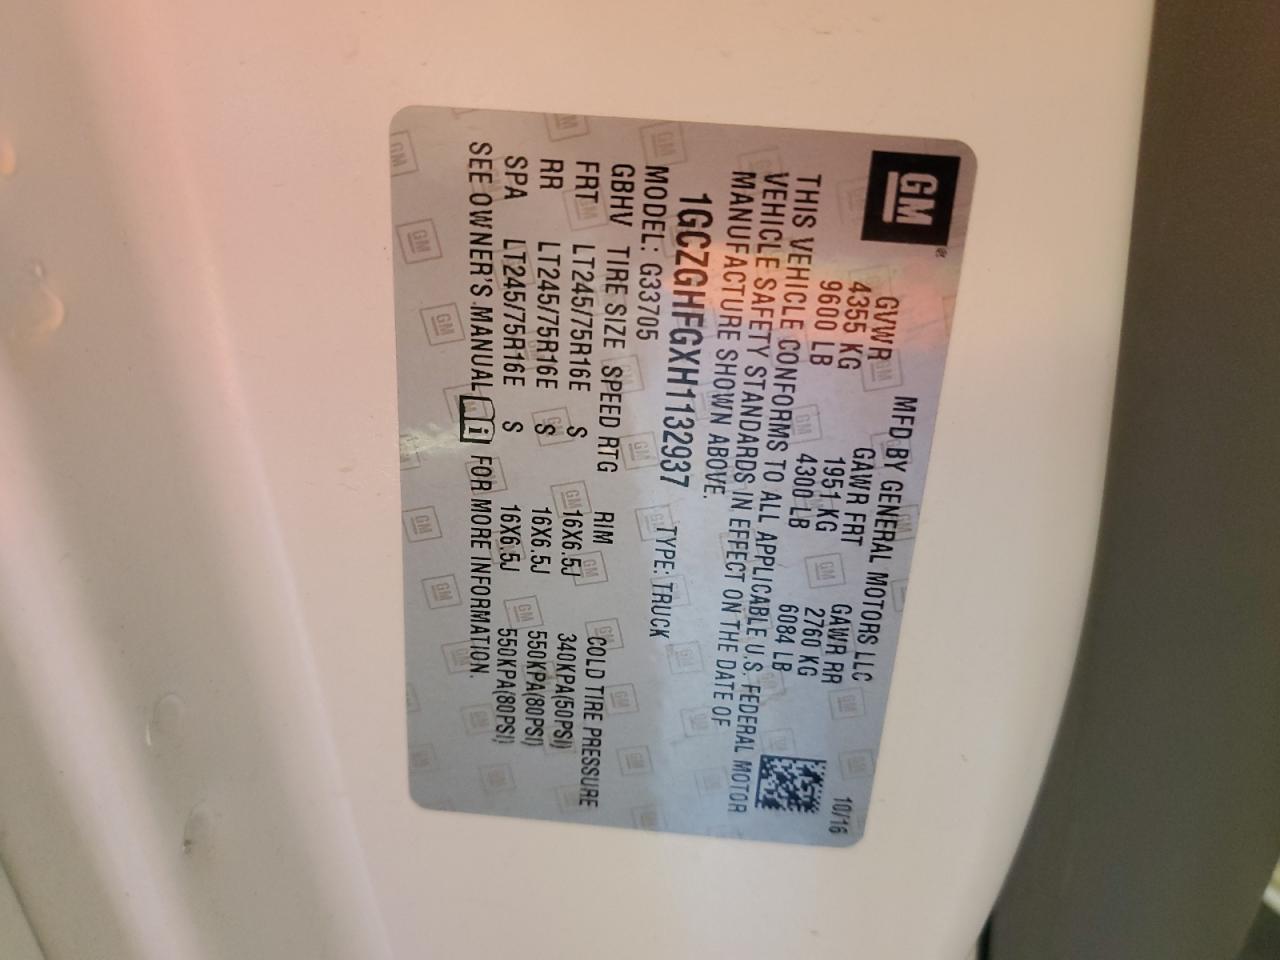 GM
MFD BY GENERAL MOTORS LLC 10/16
GVWR GAWR FRT GAWR RR
4355 KG 1951 KG 2760 KG
9600 LB 4300 LB 6084 LB
THIS VEHICLE CONFORMS TO ALL APPLICABLE U.S. FEDERAL MOTOR
VEHICLE SAFETY STANDARDS IN EFFECT ON THE DATE OF
MANUFACTURE SHOWN ABOVE.
1GCZGHFGXH1132937 TYPE: TRUCK
MODEL: G33705
GBHV TIRE SIZE SPEED RTG RIM COLD TIRE PRESSURE
FRT LT245/75R16E S 16X6.5J 340KPA(50PSI)
RR LT245/75R16E S 16X6.5J 550KPA(80PSI)
SPA LT245/75R16E S 16X6.5J 550KPA(80PSI)
SEE OWNER'S MANUAL i FOR MORE INFORMATION.